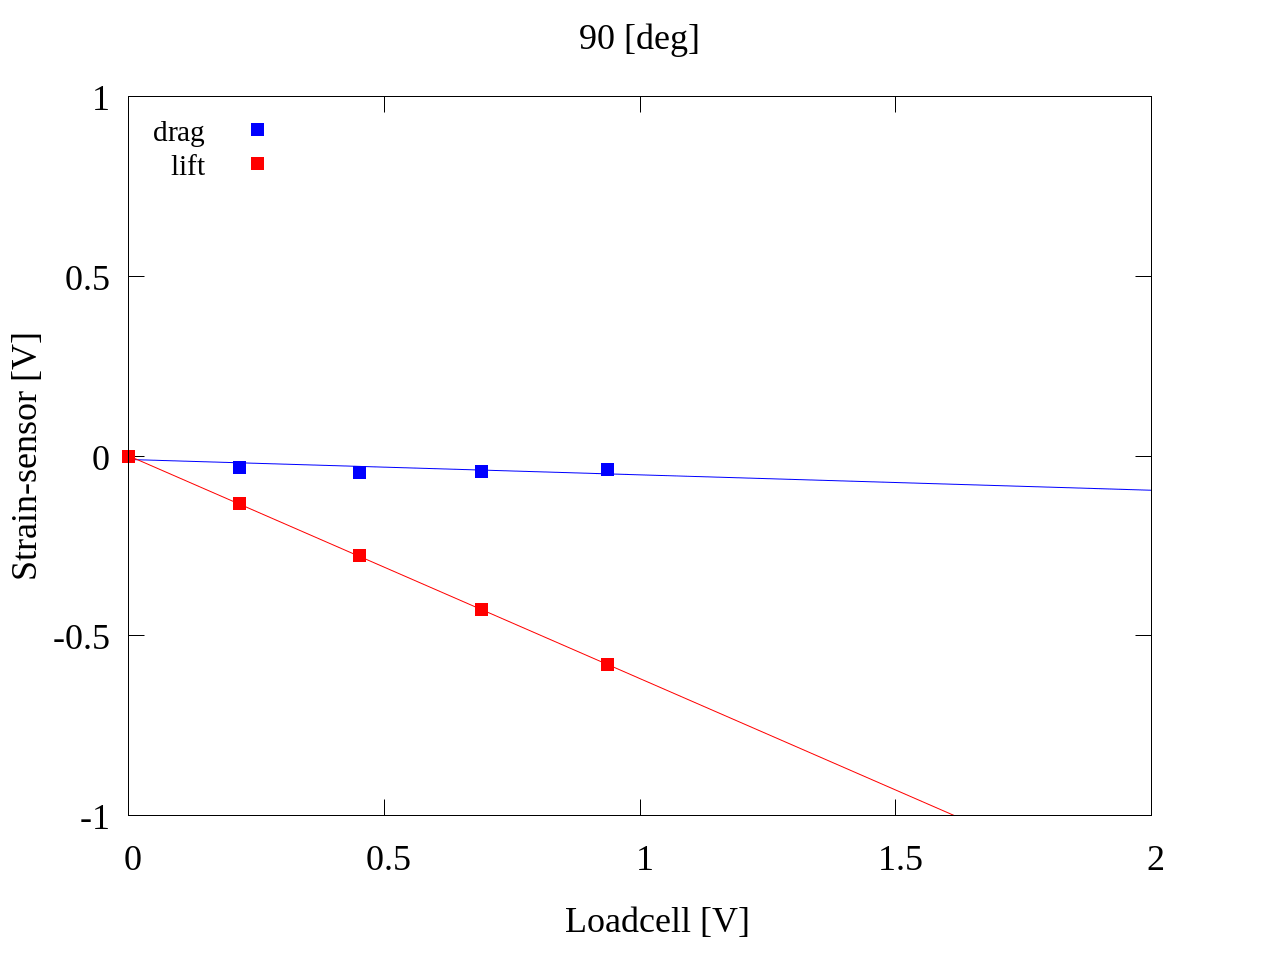 90 [deg]
1
drag
lift
0.5
0
-0.5
-1
Strain-sensor [V]
0 0.5 1 1.5 2
Loadcell [V]